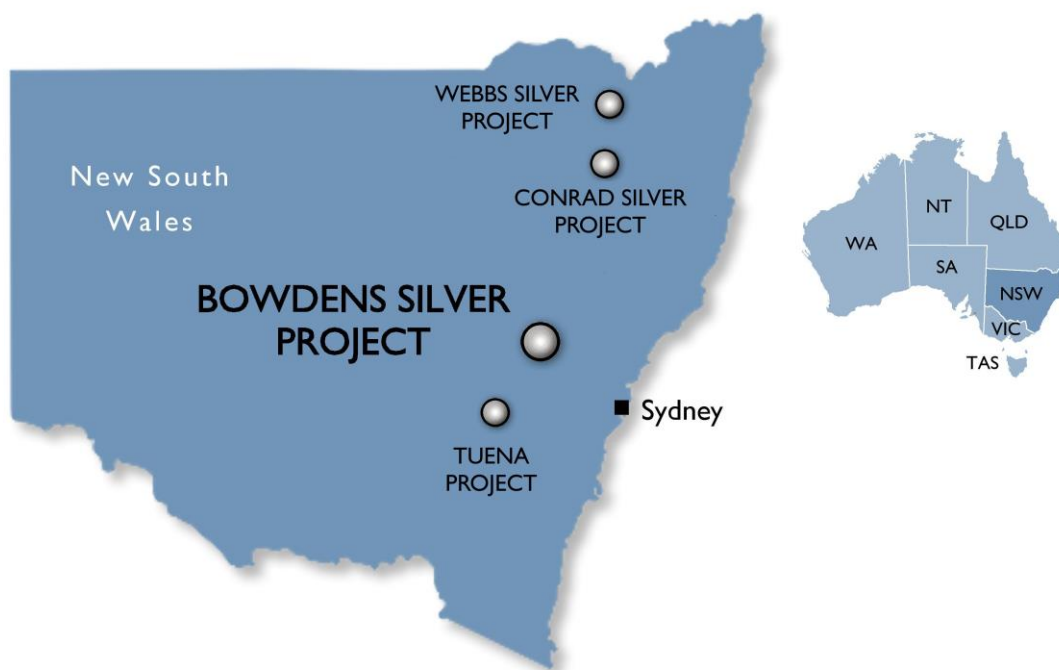 WEBBS SILVER
PROJECT
New South
Wales
CONRAD SILVER
PROJECT
BOWDENS SILVER
PROJECT
Sydney
TUENA
PROJECT
WA
NT
QLD
SA
NSW
VIC
TAS